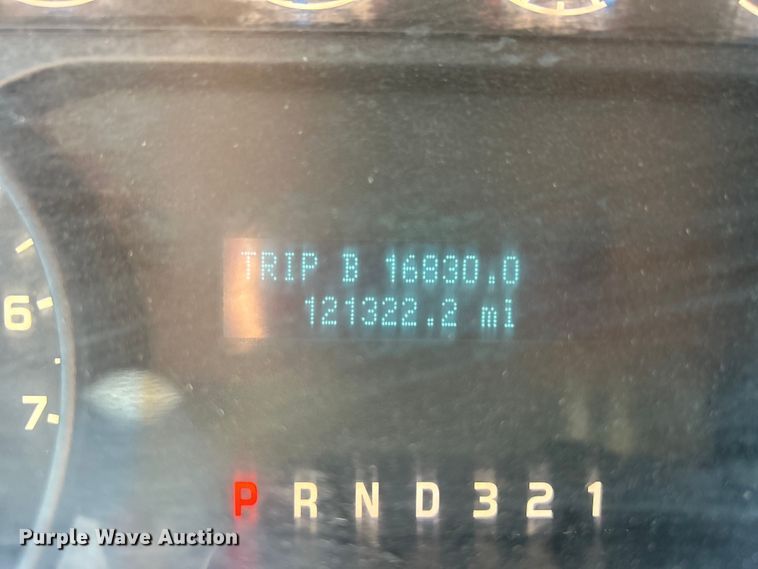 TRIP B 16830.0
121322.2 mi
6
7
P R N D 3 2 1
Purple Wave Auction